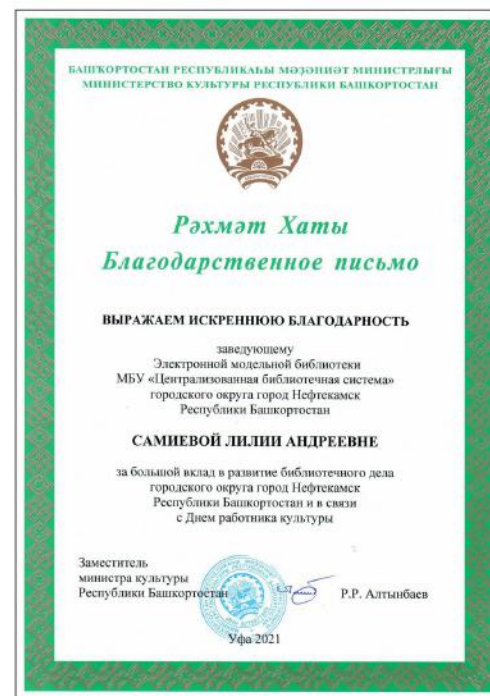 БАШҠОРТОСТАН РЕСПУБЛИКАҺЫ МӘҘӘНИӘТ МИНИСТРЛЫҒЫ
МИНИСТЕРСТВО КУЛЬТУРЫ РЕСПУБЛИКИ БАШКОРТОСТАН
Рәхмәт Хаты
Благодарственное письмо
ВЫРАЖАЕМ ИСКРЕННЮЮ БЛАГОДАРНОСТЬ
заведующему
Электронной модельной библиотеки
МБУ «Централизованная библиотечная система»
городского округа город Нефтекамск
Республики Башкортостан
САМИЕВОЙ ЛИЛИИ АНДРЕЕВНЕ
за большой вклад в развитие библиотечного дела
городского округа город Нефтекамск
Республики Башкортостан и в связи
с Днем работника культуры
Заместитель
министра культуры
Республики Башкортостан
Р.Р. Алтынбаев
Уфа 2021